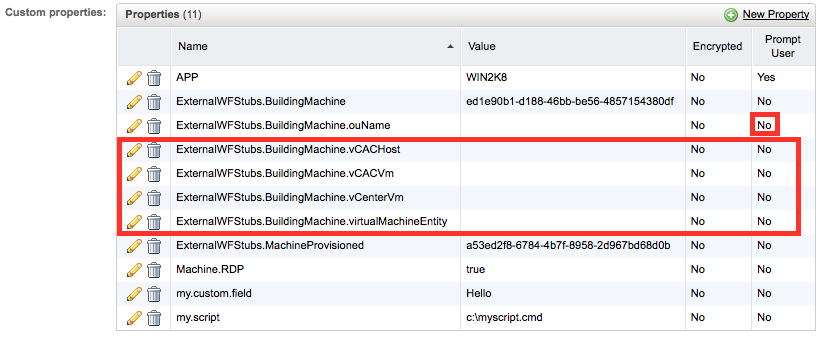 Custom properties: Properties (11) New Property
Name Value Encrypted Prompt User
APP WIN2K8 No Yes
ExternalWFStubs.BuildingMachine ed1e90b1-d188-46bb-be56-4857154380df No No
ExternalWFStubs.BuildingMachine.ouName No No
ExternalWFStubs.BuildingMachine.vCACHost No No
ExternalWFStubs.BuildingMachine.vCACVm No No
ExternalWFStubs.BuildingMachine.vCenterVm No No
ExternalWFStubs.BuildingMachine.virtualMachineEntity No No
ExternalWFStubs.MachineProvisioned a53ed2f8-6784-4b7f-8958-2d967bd68d0b No No
Machine.RDP true No No
my.custom.field Hello No No
my.script c:\myscript.cmd No No